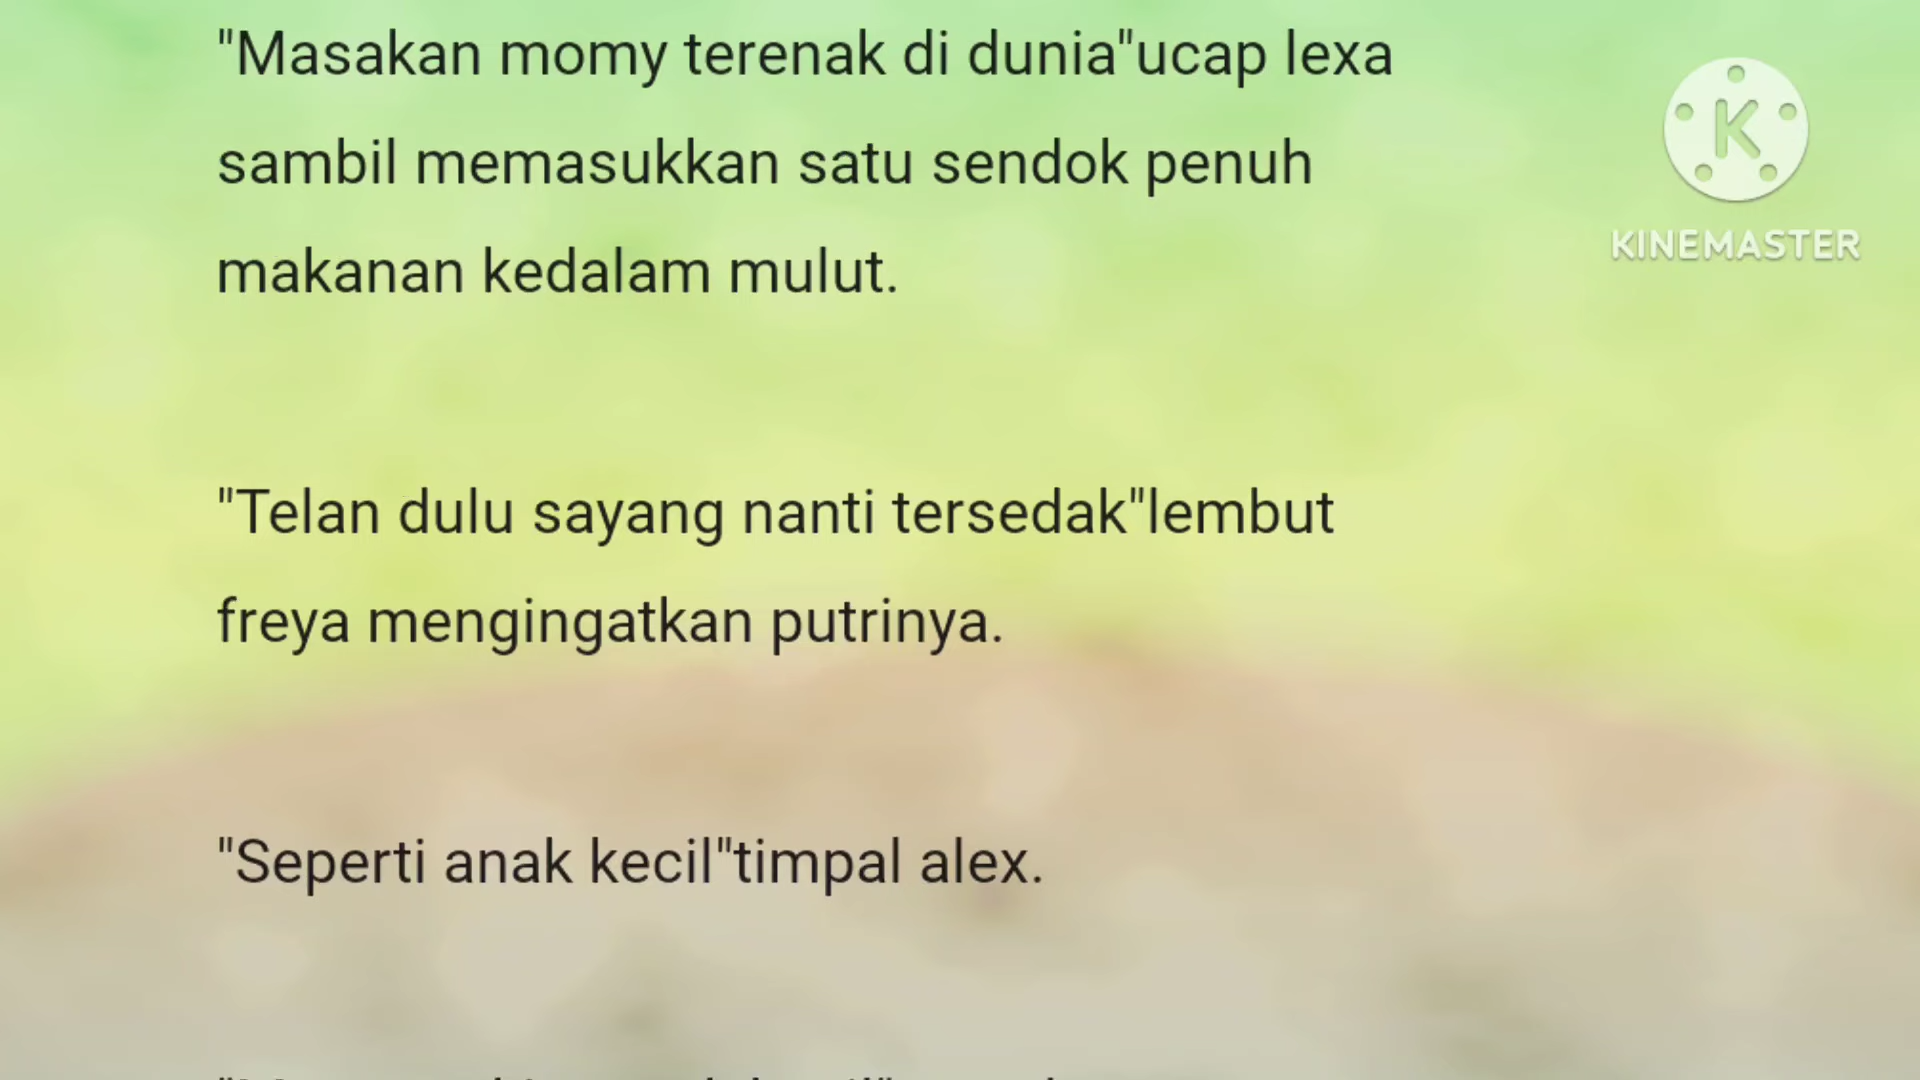 "Masakan momy terenak di dunia"ucap lexa
sambil memasukkan satu sendok penuh
makanan kedalam mulut.
"Telan dulu sayang nanti tersedak"lembut
freya mengingatkan putrinya.
"Seperti anak kecil"timpal alex.
K
KINEMASTER